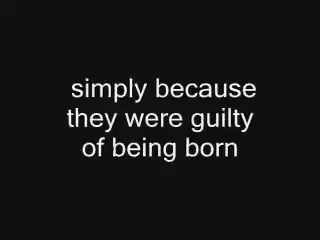 simply because
they were guilty
of being born